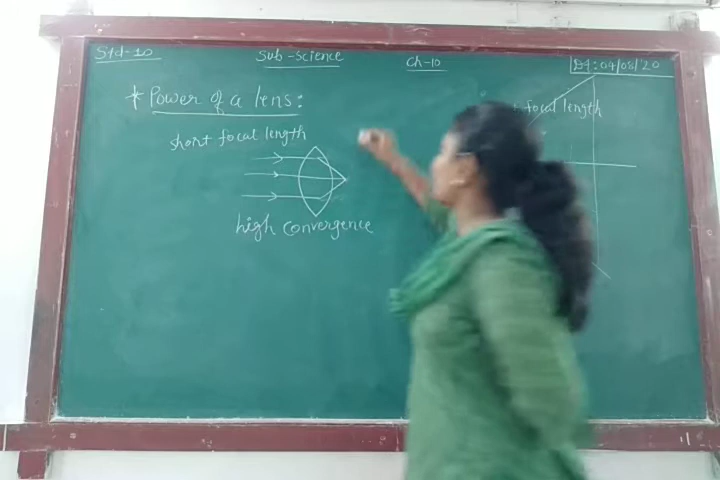 Std-10
Sub-Science
Ch-10
Dt:04/08/20
* Power of a lens:
short focal length
focal length
high convergence